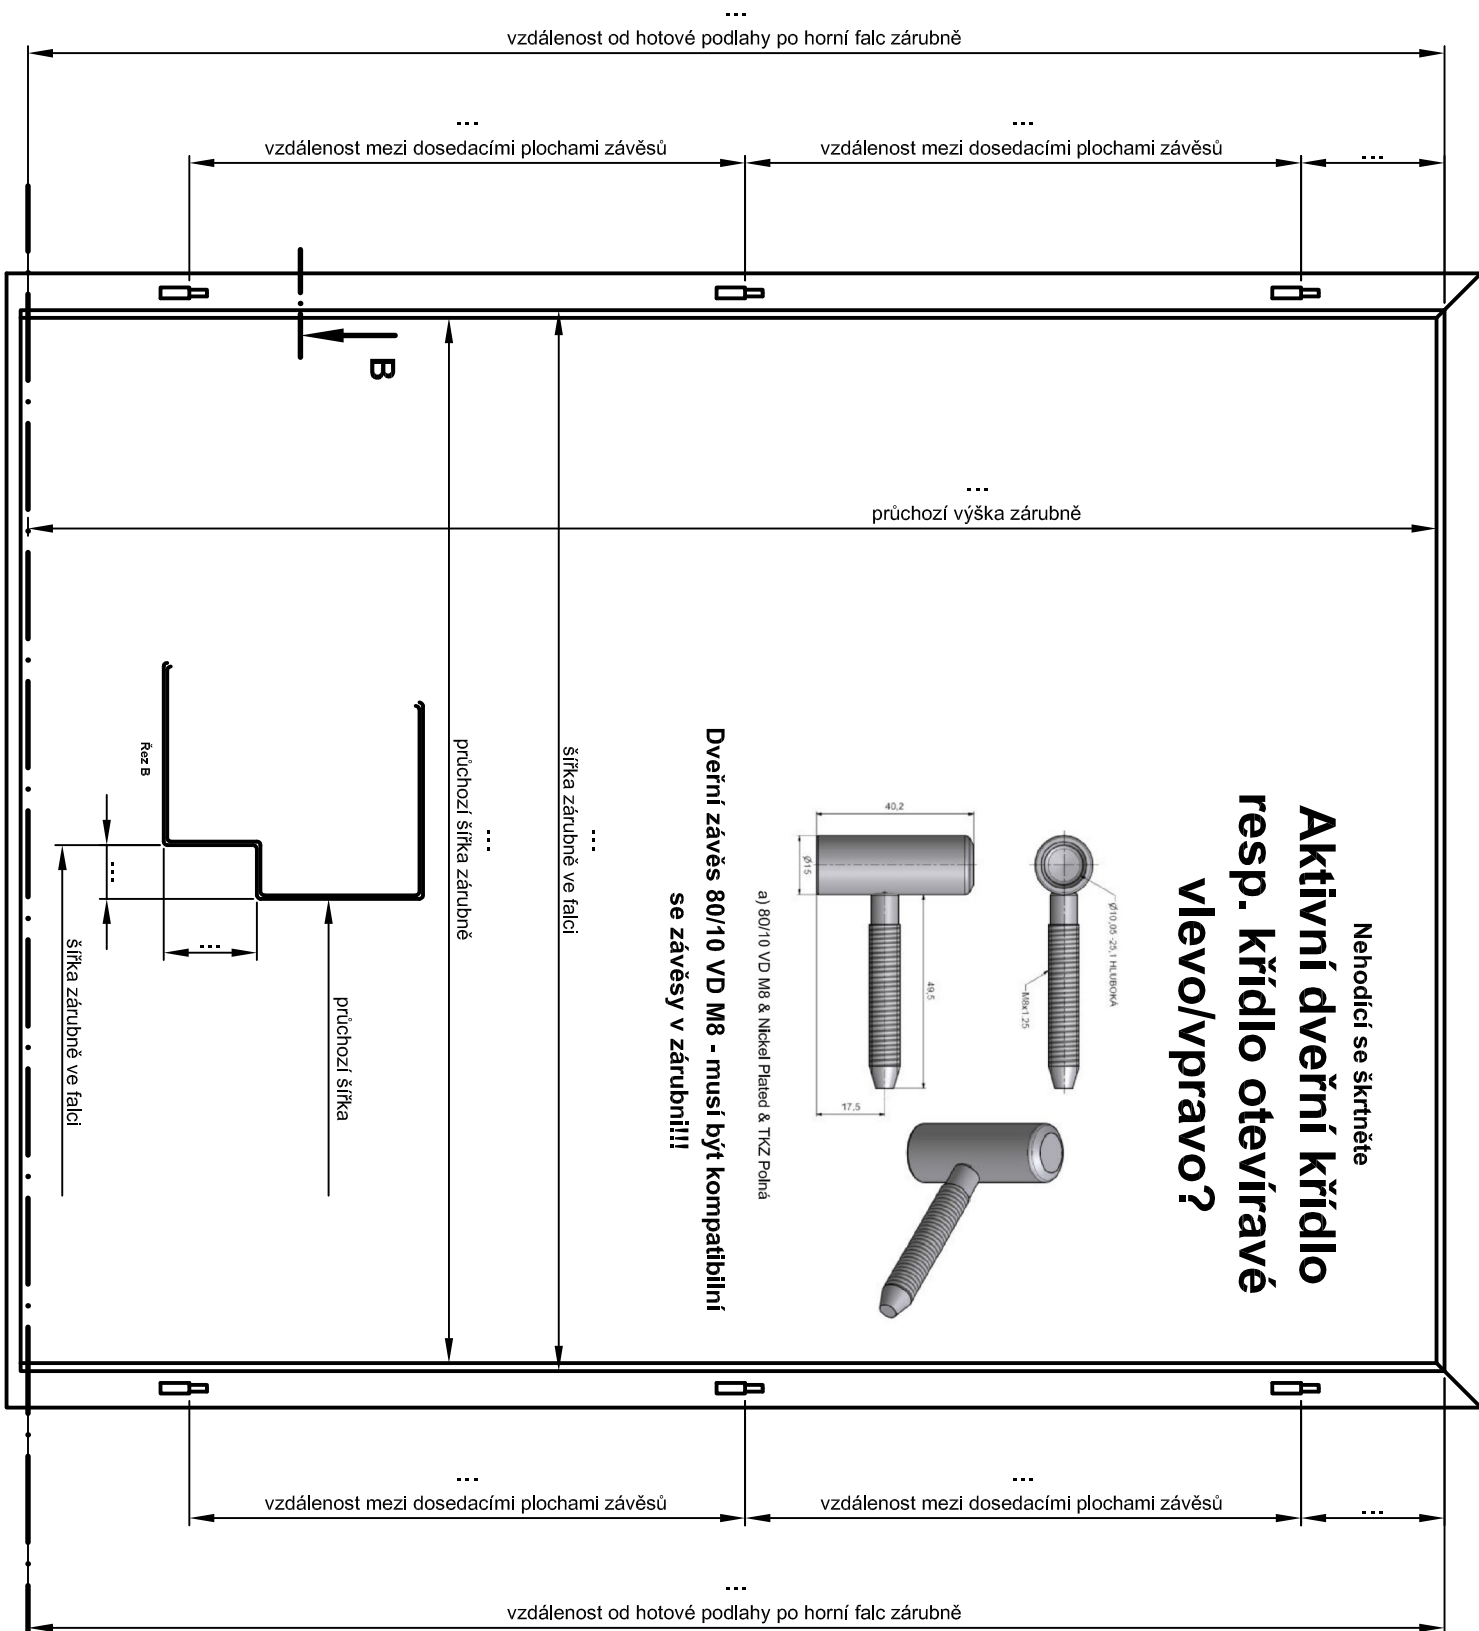 ...
vzdálenost od hotové podlahy po horní falc zárubně
...
vzdálenost mezi dosedacími plochami závěsů
...
vzdálenost mezi dosedacími plochami závěsů
...
B
...
průchozí výška zárubně
Nehodící se škrtněte
Aktivní dveřní křídlo
resp. křídlo otevíravé
vlevo/vpravo?
Ø10,05 -25,1 HLUBOKÁ
M8x1.25
40,2
Ø15
49,5
17,5
a) 80/10 VD M8 & Nickel Plated & TKZ Polná
Dveřní závěs 80/10 VD M8 - musí být kompatibilní
se závěsy v zárubni!!!
...
šířka zárubně ve falci
...
průchozí šířka zárubně
Řez B
...
...
průchozí šířka
šířka zárubně ve falci
...
vzdálenost mezi dosedacími plochami závěsů
...
vzdálenost mezi dosedacími plochami závěsů
...
...
vzdálenost od hotové podlahy po horní falc zárubně